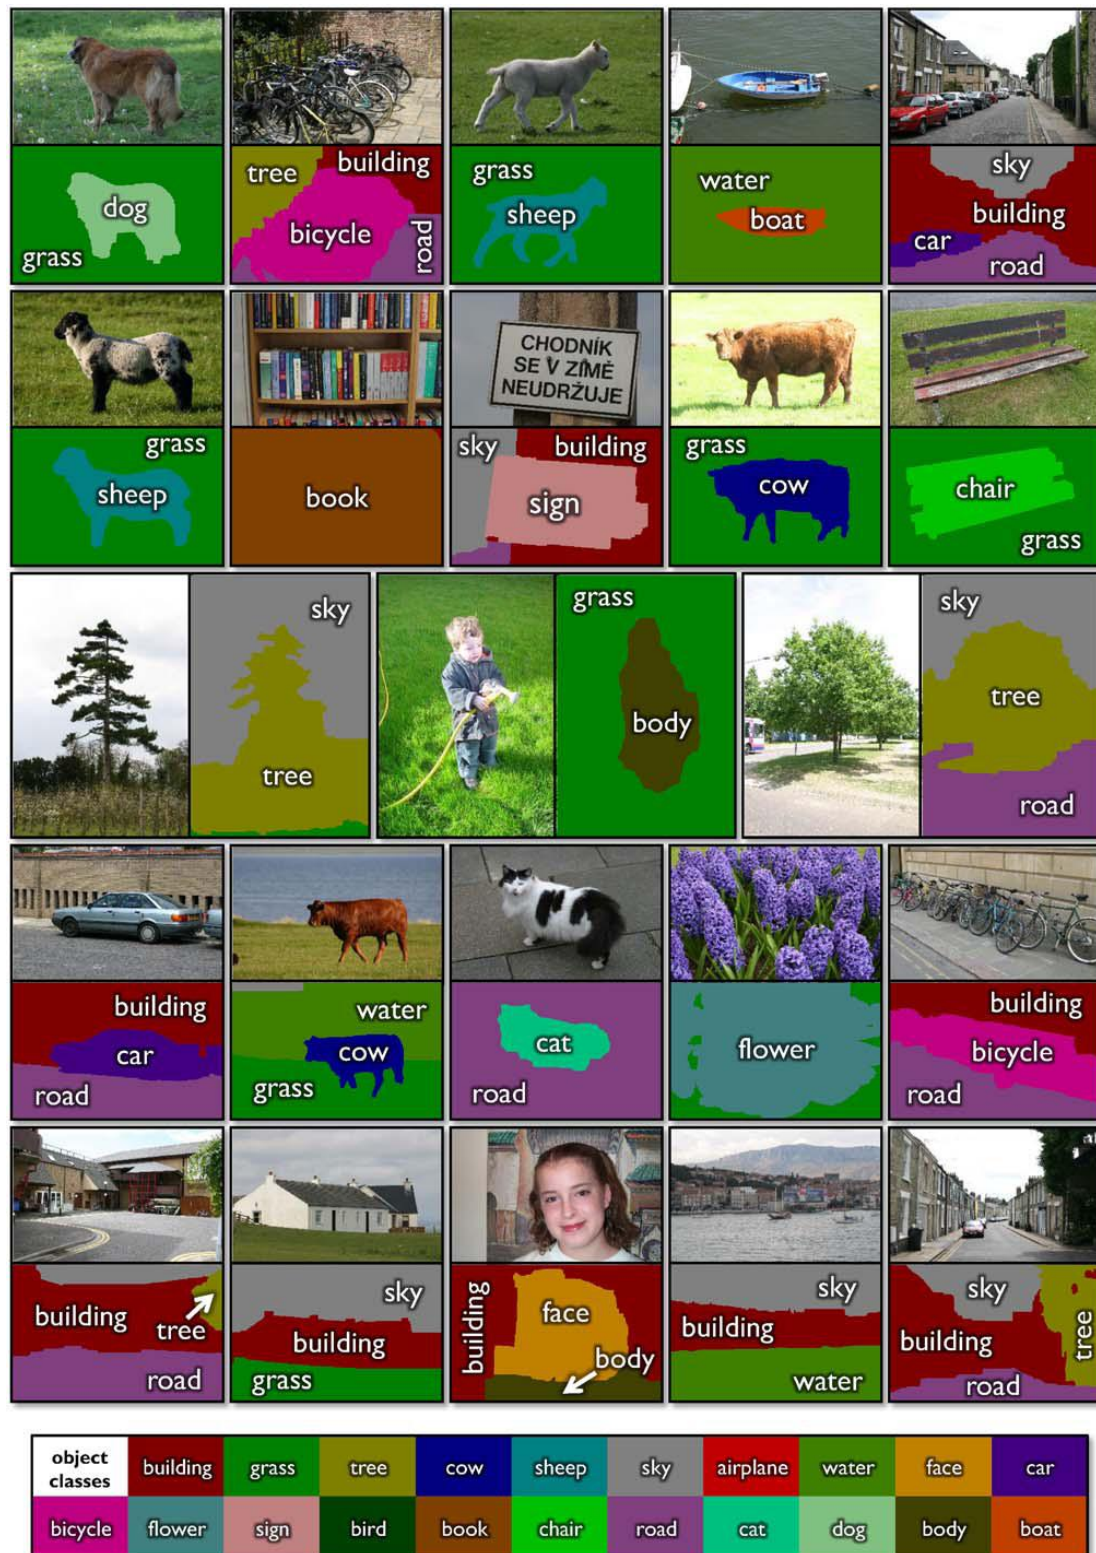 tree
building
grass
sky
dog
bicycle
sheep
water
boat
building
grass
road
car
road
CHODNÍK
SE V ZÍMĚ
NEUDRŽUJE
grass
sky
building
grass
sheep
book
sign
cow
chair
grass
sky
grass
sky
tree
body
tree
road
building
water
building
car
cow
cat
flower
bicycle
road
grass
road
road
building
tree
sky
building
face
sky
building
sky
building
tree
road
grass
body
water
road
object
classes
building grass tree cow sheep sky airplane water face car
bicycle flower sign bird book chair road cat dog body boat